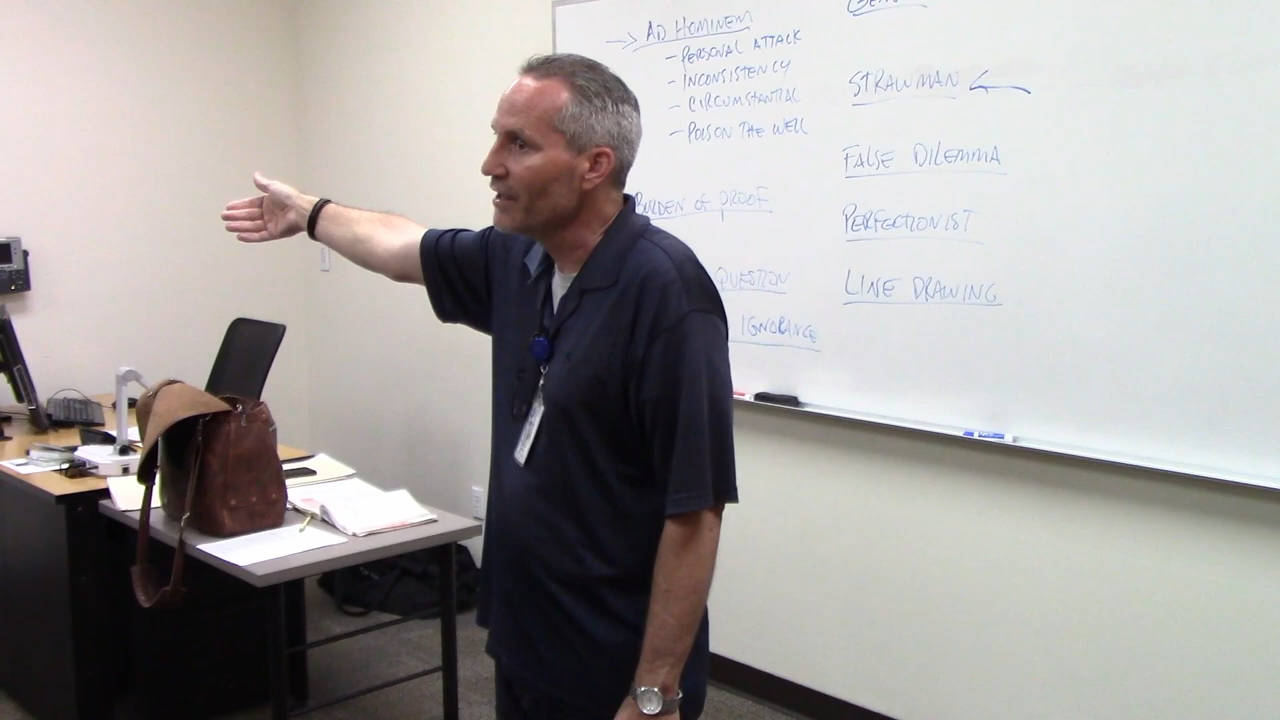 AD HOMINEM
- PERSONAL ATTACK
- INCONSISTENCY
- CIRCUMSTANTIAL
- POISON THE WELL
BURDEN OF PROOF
QUESTION
IGNORANCE
STRAWMAN
FALSE DILEMMA
PERFECTIONIST
LINE DRAWING